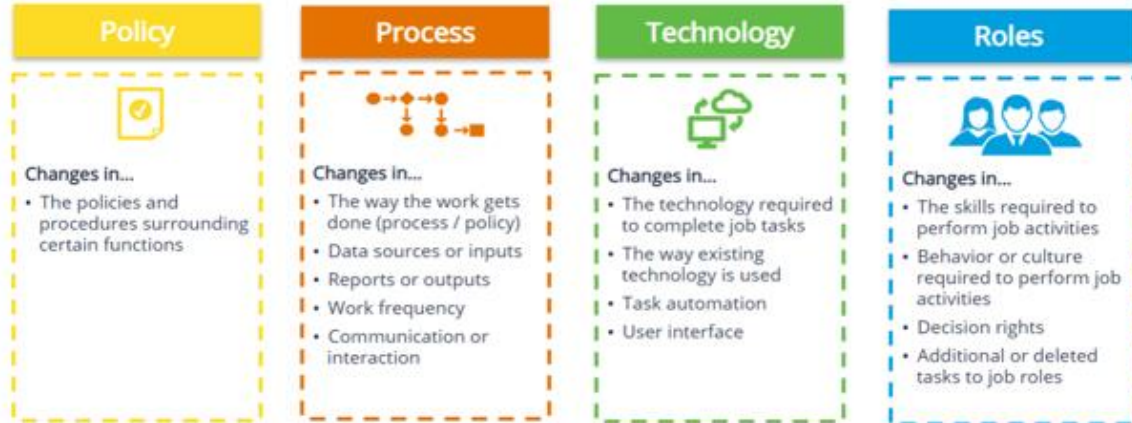 Policy
Changes in...
• The policies and
procedures surrounding
certain functions
Process
Changes in...
• The way the work gets
done (process / policy)
• Data sources or inputs
• Reports or outputs
• Work frequency
• Communication or
interaction
Technology
Changes in...
• The technology required
to complete job tasks
• The way existing
technology is used
• Task automation
• User interface
Roles
Changes in...
• The skills required to
perform job activities
• Behavior or culture
required to perform job
activities
• Decision rights
• Additional or deleted
tasks to job roles